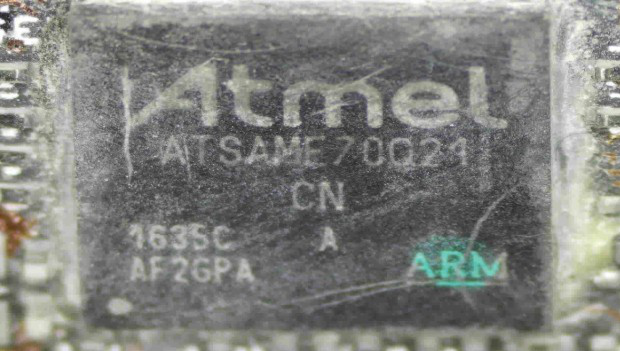 Atmel
ATSAME70Q21
CN
1635C A
AF2GPA ARM